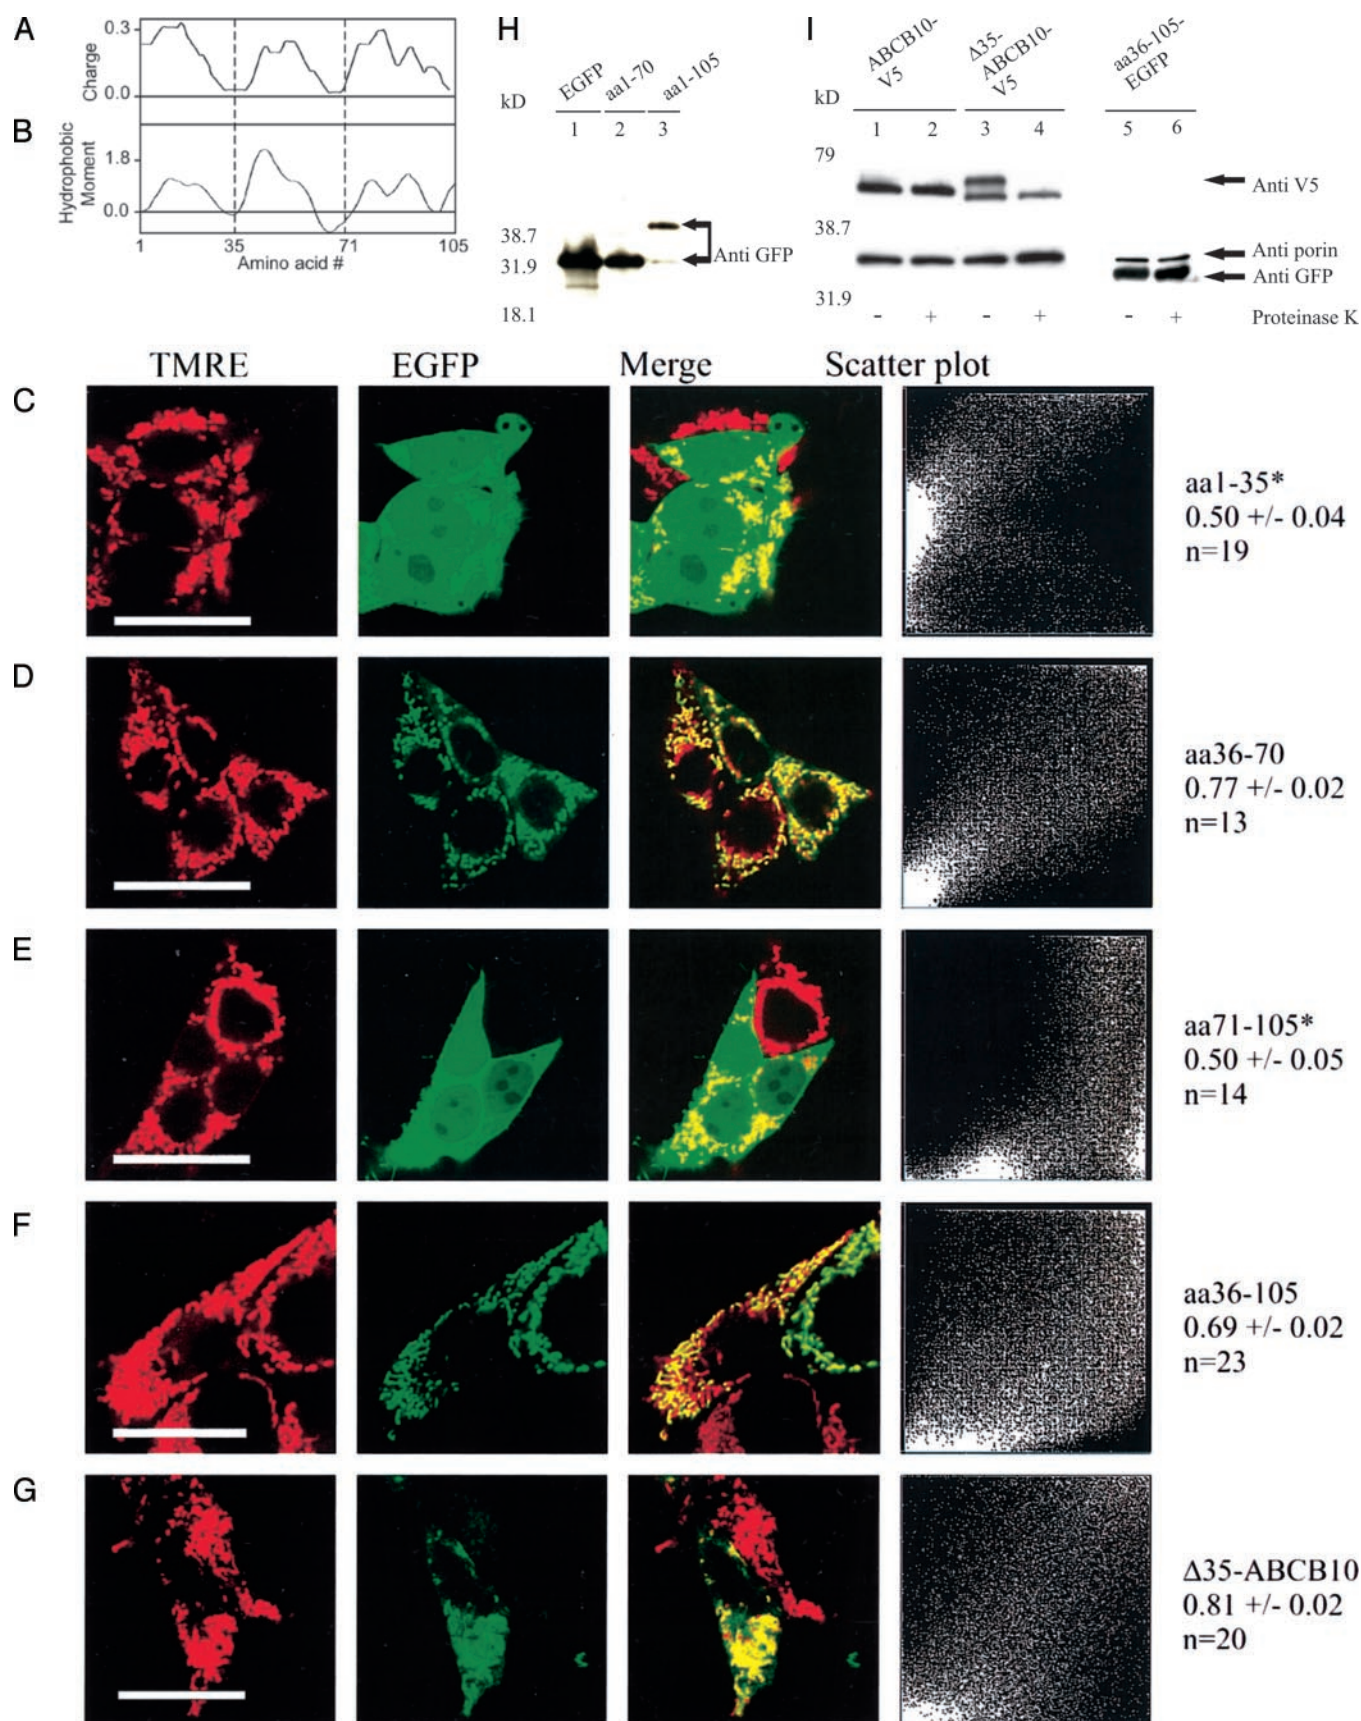 A
0.3
Charge
0.0
B
1.8
Hydrophobic
Moment
0.0
1 35 71 105
Amino acid #
H
EGFP
aa1-70
aa1-105
kD
1 2 3
38.7
31.9
18.1
Anti GFP
I
ABCB10-
V5
Δ35-
ABCB10-
V5
aa36-105-
EGFP
kD
1 2 3 4 5 6
79
38.7
31.9
Anti V5
Anti porin
Anti GFP
- + - + - + Proteinase K
TMRE EGFP Merge Scatter plot
C
aa1-35*
0.50 +/- 0.04
n=19
D
aa36-70
0.77 +/- 0.02
n=13
E
aa71-105*
0.50 +/- 0.05
n=14
F
aa36-105
0.69 +/- 0.02
n=23
G
Δ35-ABCB10
0.81 +/- 0.02
n=20